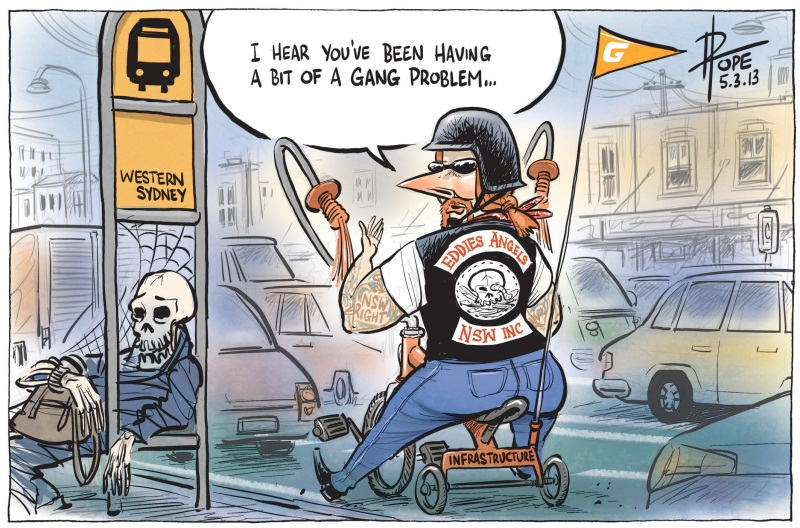 I HEAR YOU'VE BEEN HAVING
A BIT OF A GANG PROBLEM...
G
POPE
5.3.13
WESTERN
SYDNEY
EDDIES ANGELS
NSW INC
NSW
RIGHT
INFRASTRUCTURE